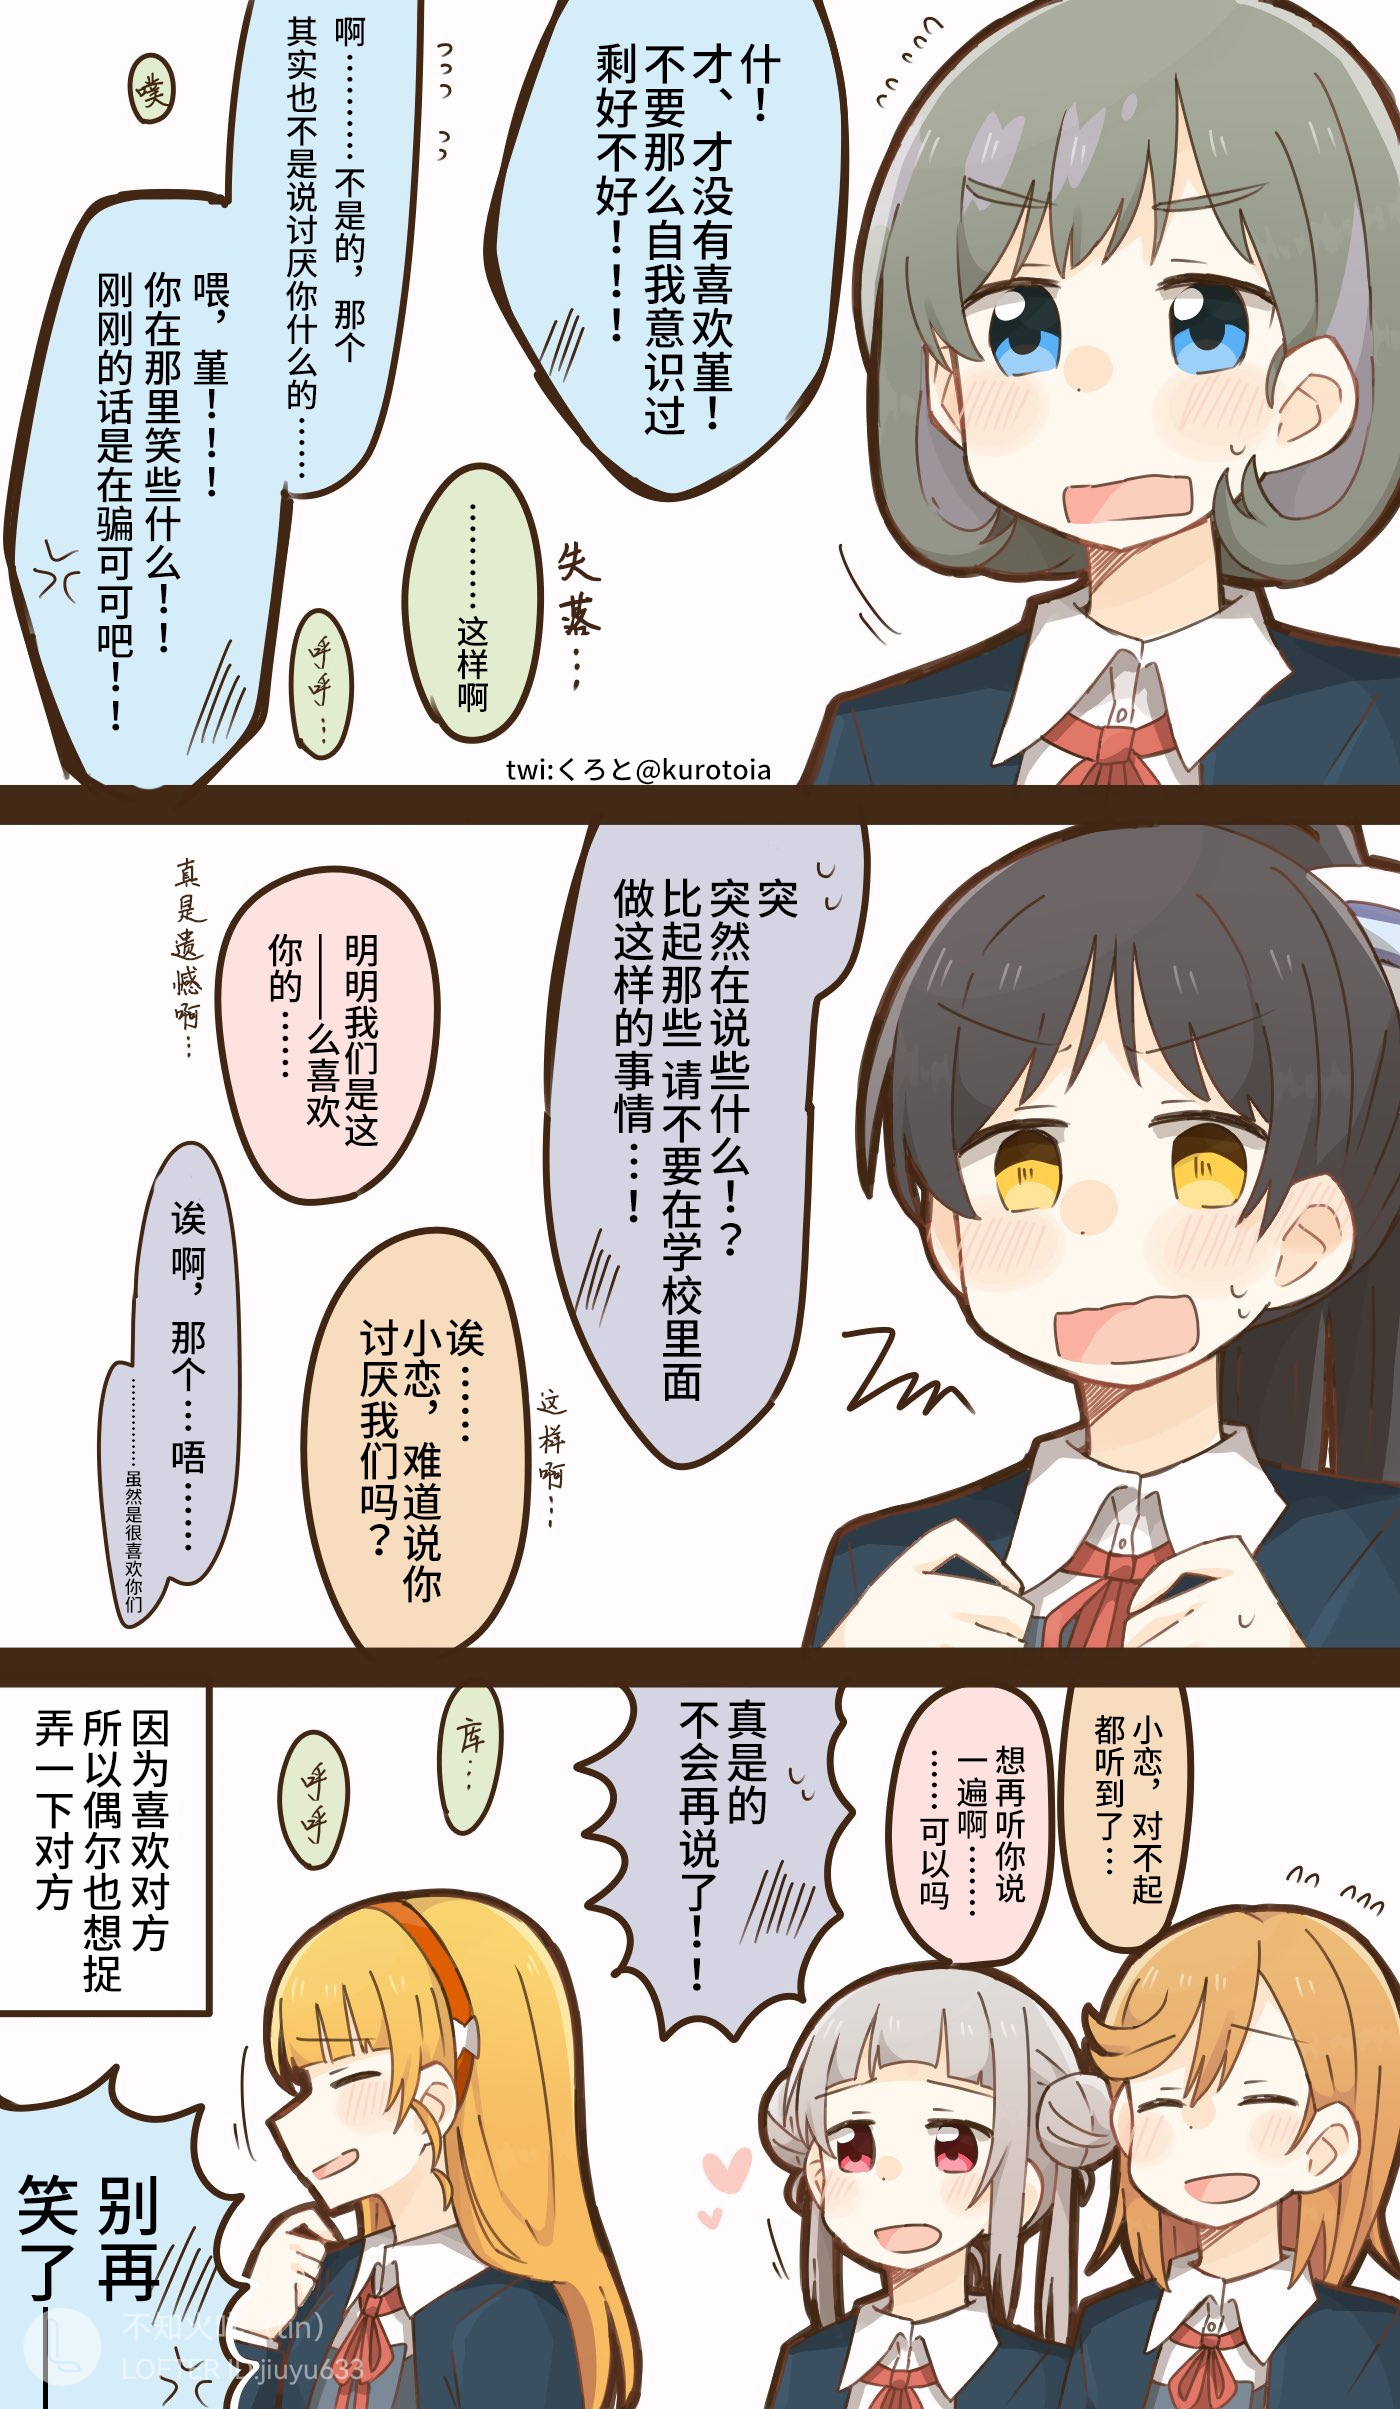 什！
才、才没有喜欢堇！
不要那么自我意识过
剩好不好！！！
失落…
…………这样啊
啊…………不是的，那个
其实也不是说讨厌你什么的……
呼呼…
噗
喂，堇！！！
你在那里笑些什么！！
刚刚的话是在骗可可吧！！
twi:くろと@kurotoia
突
突然在说些什么！？
比起那些 请不要在学校里面
做这样的事情…！
明明我们是这
——么喜欢
你的……
真是遗憾啊…
诶……
小恋，难道说你
讨厌我们吗？
这样啊…
诶 啊，那个…唔……
……………虽然是很喜欢你们
小恋，对不起
都听到了…
想再听你说
一遍啊………
……可以吗
真是的
不会再说了！！
库…
呼呼
因为喜欢对方
所以偶尔也想捉
弄一下对方
别再
笑了—
LOFTER ID:jiuyu633